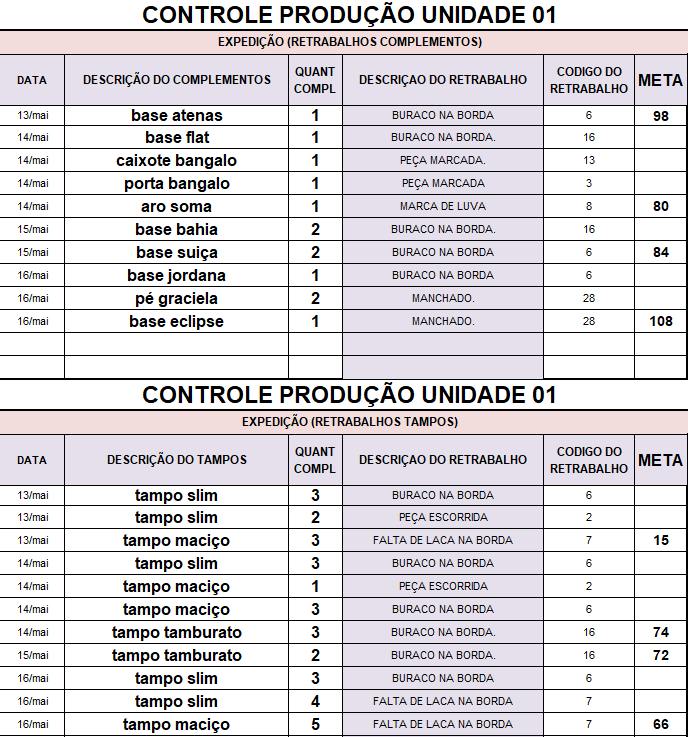 CONTROLE PRODUÇÃO UNIDADE 01
EXPEDIÇÃO (RETRABALHOS COMPLEMENTOS)
DATA DESCRIÇÃO DO COMPLEMENTOS QUANT COMPL DESCRIÇAO DO RETRABALHO CODIGO DO RETRABALHO META
13/mai base atenas 1 BURACO NA BORDA 6 98
14/mai base flat 1 BURACO NA BORDA. 16
14/mai caixote bangalo 1 PEÇA MARCADA. 13
14/mai porta bangalo 1 PEÇA MARCADA 3
14/mai aro soma 1 MARCA DE LUVA 8 80
15/mai base bahia 2 BURACO NA BORDA. 16
15/mai base suiça 2 BURACO NA BORDA 6 84
16/mai base jordana 1 BURACO NA BORDA 6
16/mai pé graciela 2 MANCHADO. 28
16/mai base eclipse 1 MANCHADO. 28 108
CONTROLE PRODUÇÃO UNIDADE 01
EXPEDIÇÃO (RETRABALHOS TAMPOS)
DATA DESCRIÇÃO DO TAMPOS QUANT COMPL DESCRIÇAO DO RETRABALHO CODIGO DO RETRABALHO META
13/mai tampo slim 3 BURACO NA BORDA 6
13/mai tampo slim 2 PEÇA ESCORRIDA 2
13/mai tampo maciço 3 FALTA DE LACA NA BORDA 7 15
14/mai tampo slim 3 BURACO NA BORDA 6
14/mai tampo maciço 1 PEÇA ESCORRIDA 2
14/mai tampo maciço 3 BURACO NA BORDA 6
14/mai tampo tamburato 3 BURACO NA BORDA. 16 74
15/mai tampo tamburato 2 BURACO NA BORDA. 16 72
16/mai tampo slim 3 BURACO NA BORDA 6
16/mai tampo slim 4 FALTA DE LACA NA BORDA 7
16/mai tampo maciço 5 FALTA DE LACA NA BORDA 7 66